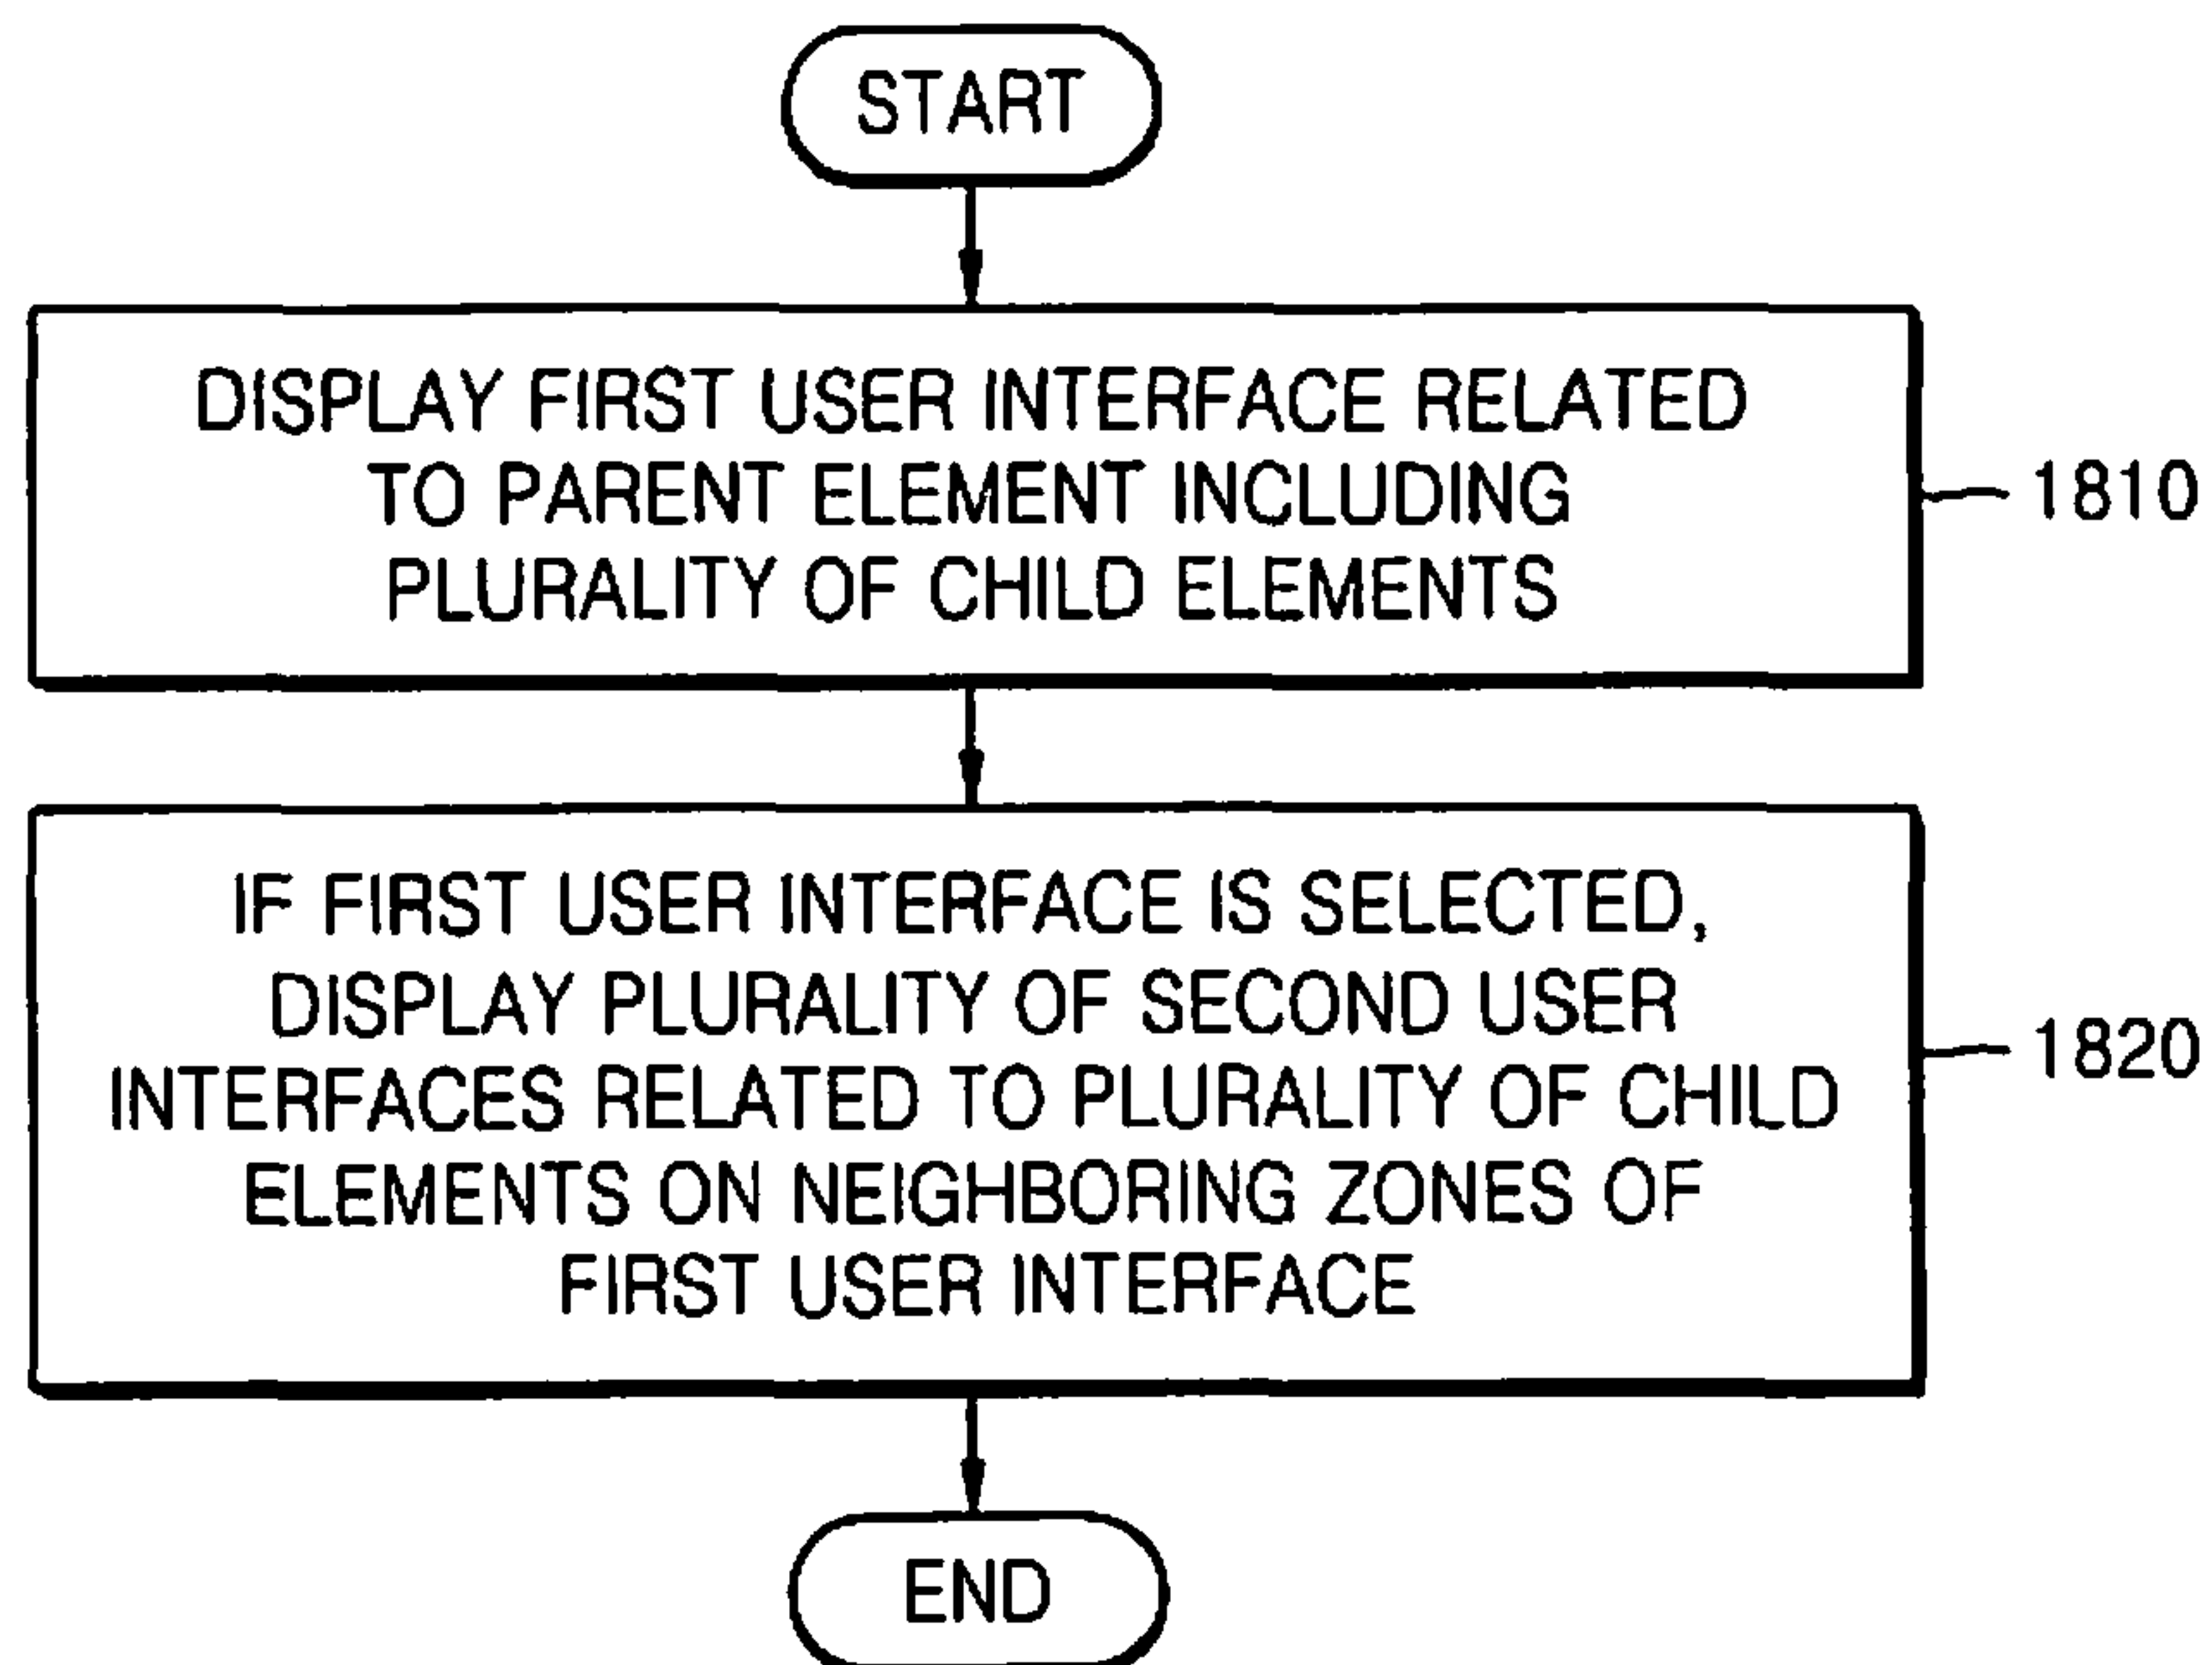 START
DISPLAY FIRST USER INTERFACE RELATED
TO PARENT ELEMENT INCLUDING
PLURALITY OF CHILD ELEMENTS
1810
IF FIRST USER INTERFACE IS SELECTED,
DISPLAY PLURALITY OF SECOND USER
INTERFACES RELATED TO PLURALITY OF CHILD
ELEMENTS ON NEIGHBORING ZONES OF
FIRST USER INTERFACE
1820
END